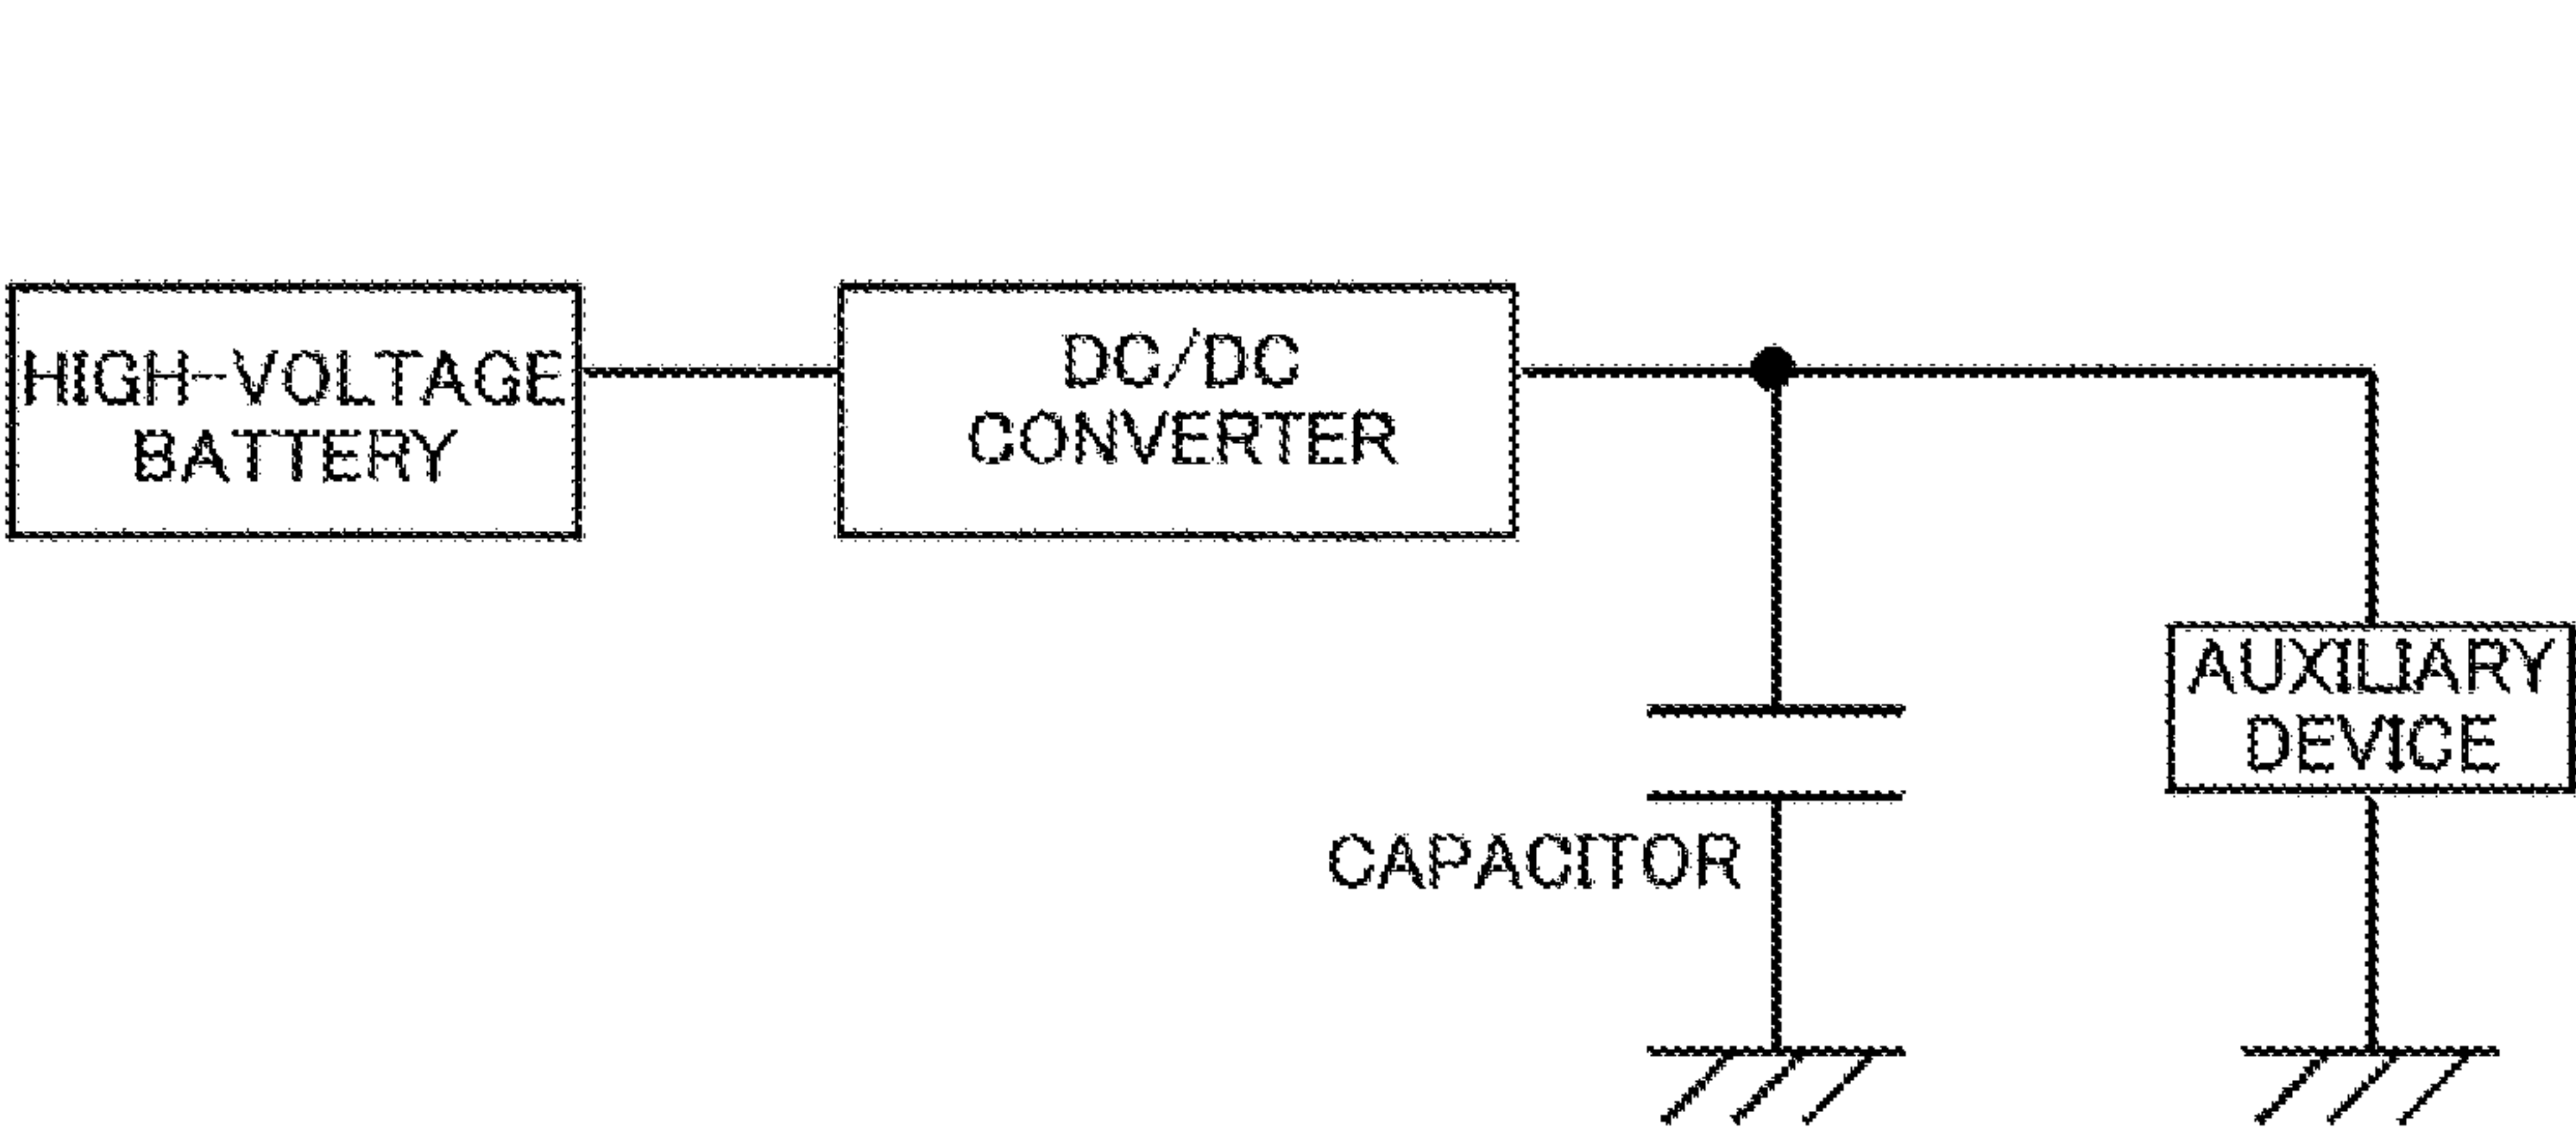 HIGH-VOLTAGE
BATTERY
DC/DC
CONVERTER
AUXILIARY
DEVICE
CAPACITOR